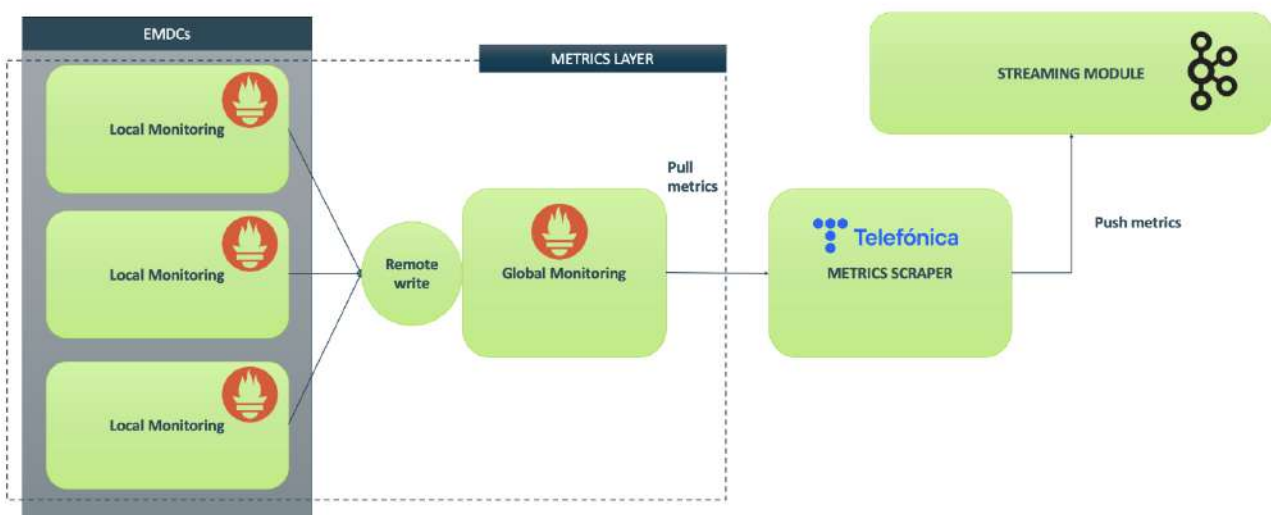 EMDCs
METRICS LAYER
Local Monitoring
Local Monitoring
Local Monitoring
Remote
write
Global Monitoring
Pull
metrics
Telefónica
METRICS SCRAPER
Push metrics
STREAMING MODULE